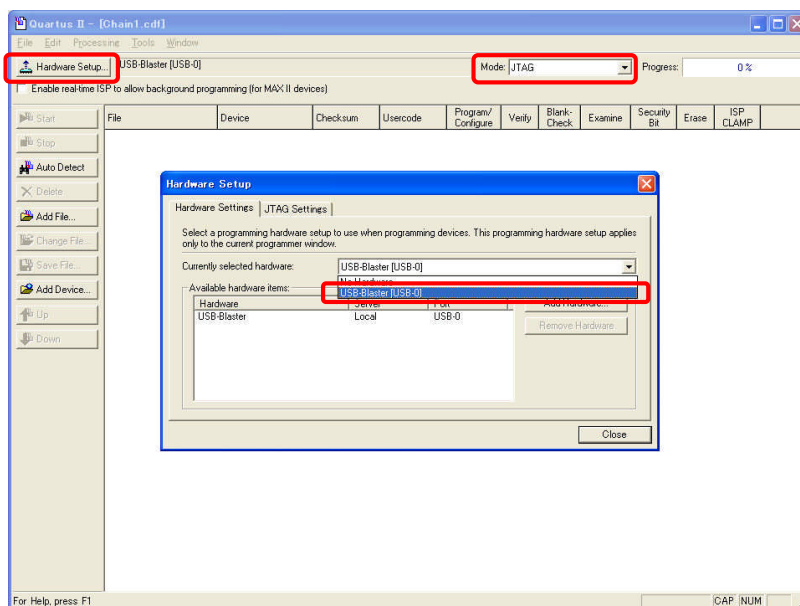 Quartus II - [Chain1.cdf]
File Edit Processing Tools Window
Hardware Setup... USB-Blaster [USB-0] Mode: JTAG Progress: 0 %
Enable real-time ISP to allow background programming (for MAX II devices)
Start
Stop
Auto Detect
Delete
Add File...
Change File...
Save File...
Add Device...
Up
Down
File Device Checksum Usercode Program/ Configure Verify Blank- Check Examine Security Bit Erase ISP CLAMP
Hardware Setup
Hardware Settings JTAG Settings
Select a programming hardware setup to use when programming devices. This programming hardware setup applies
only to the current programmer window.
Currently selected hardware: USB-Blaster [USB-0]
No Hardware
USB-Blaster [USB-0]
Available hardware items:
Hardware Server Port Add Hardware...
USB-Blaster Local USB-0
Remove Hardware
Close
For Help, press F1 CAP NUM